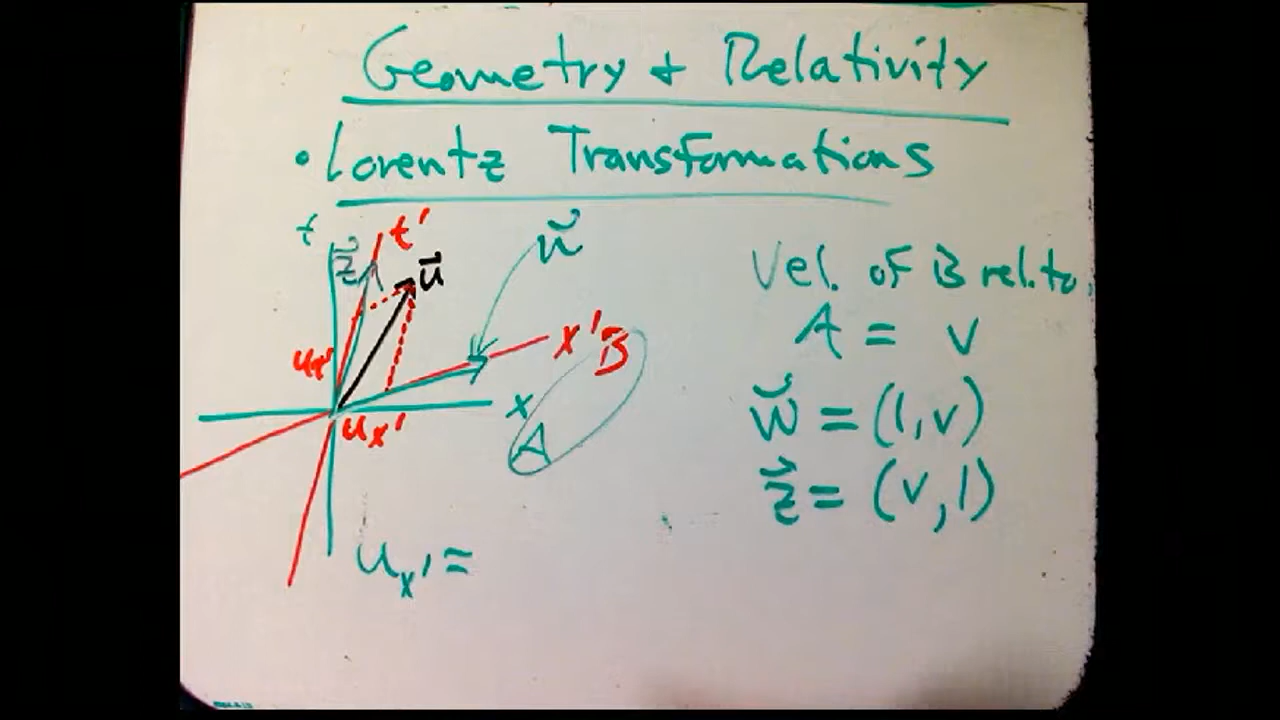 Geometry + Relativity
• Lorentz Transformations
t
z⃗
t'
u⃗
w⃗
ut'
ux'
x'
B
x
A
Vel. of B rel. to
A = v
w⃗ = (1, v)
z⃗ = (v, 1)
ux' =